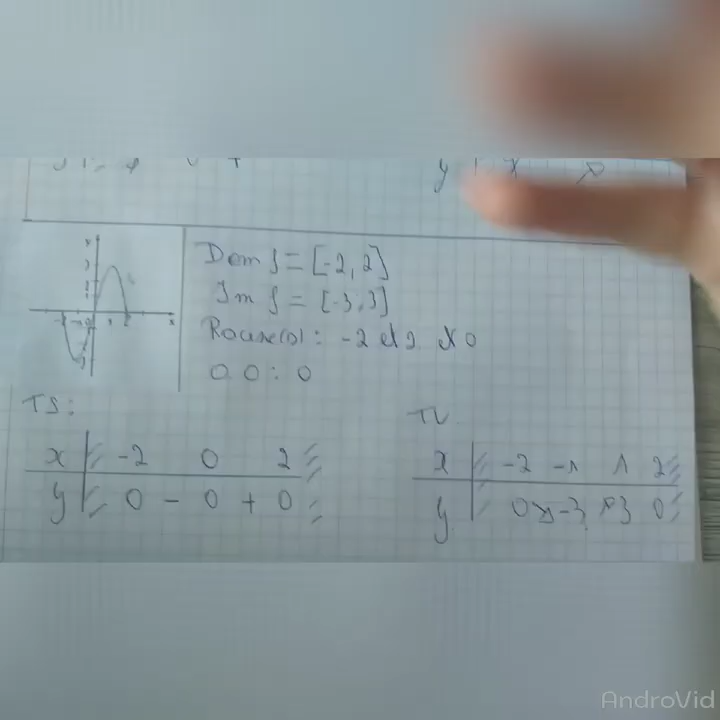 y x
Dom f = [-2, 2]
Im f = [-3, 3]
Racine(s) : -2 et 2 et 0
O O : 0
TS :
x -2 0 2
y 0 - 0 + 0
TV
x -2 -1 1 2
y 0 ↘ -3 ↗ 3 0
AndroVid